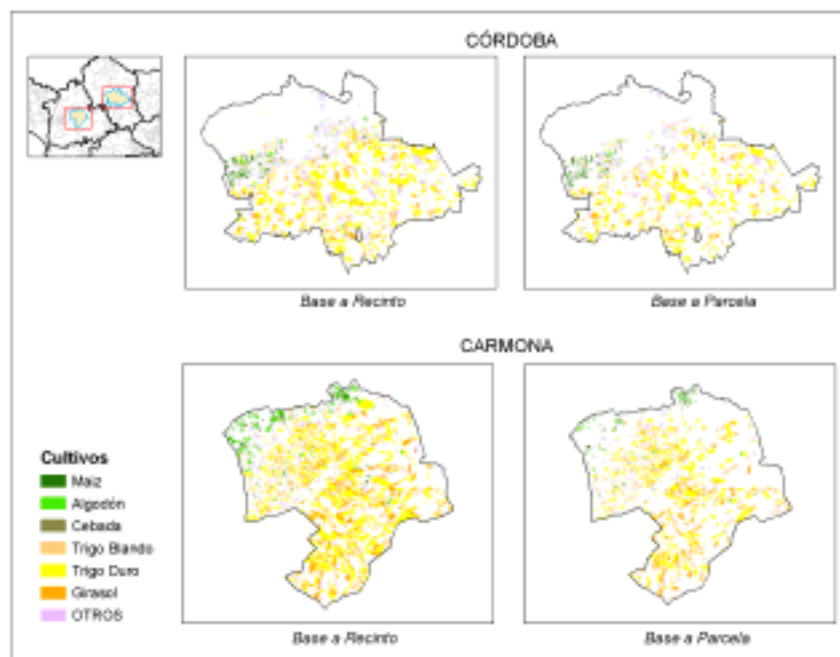 CÓRDOBA
Base a Recinto
Base a Parcela
CARMONA
Cultivos
Maiz
Algodón
Cebada
Trigo Blando
Trigo Duro
Girasol
OTROS
Base a Recinto
Base a Parcela